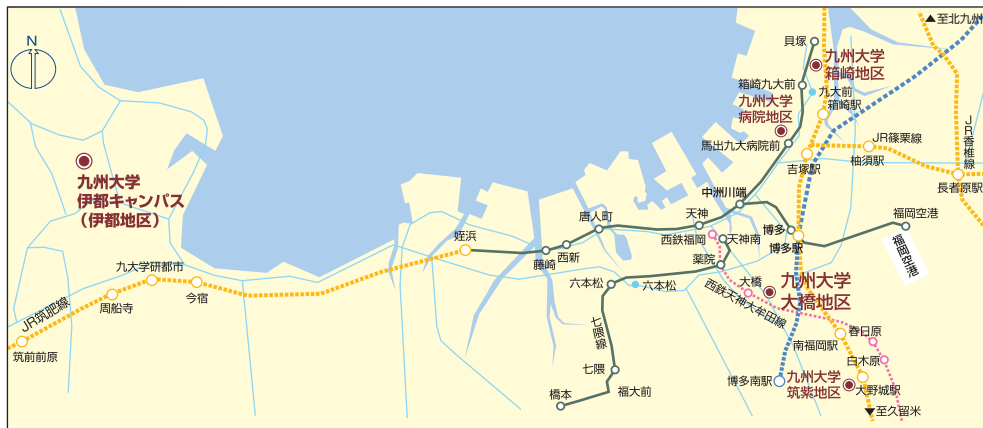 N
▲至北九州
貝塚
九州大学
箱崎地区
箱崎九大前
九大前
箱崎駅
九州大学
病院地区
馬出九大病院前
JR篠栗線
JR香椎線
吉塚駅
柚須駅
長者原駅
九州大学
伊都キャンパス
(伊都地区)
中洲川端
唐人町
天神
福岡空港
姪浜
西鉄福岡
天神南
博多
博多駅
福岡空港
藤崎
西新
薬院
九大学研都市
今宿
六本松
六本松
大橋
九州大学
大橋地区
周船寺
JR筑肥線
西鉄天神大牟田線
七隈線
春日原
南福岡駅
筑前前原
白木原
七隈
博多南駅
九州大学
筑紫地区
大野城駅
橋本
福大前
▼至久留米